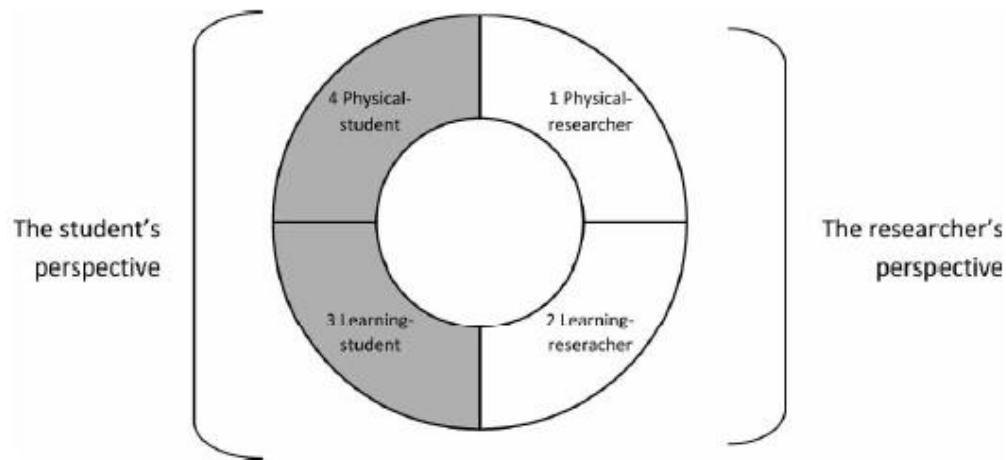 4 Physical-
student
1 Physical-
researcher
The student's
perspective
The researcher's
perspective
3 Learning-
student
2 Learning-
reseracher